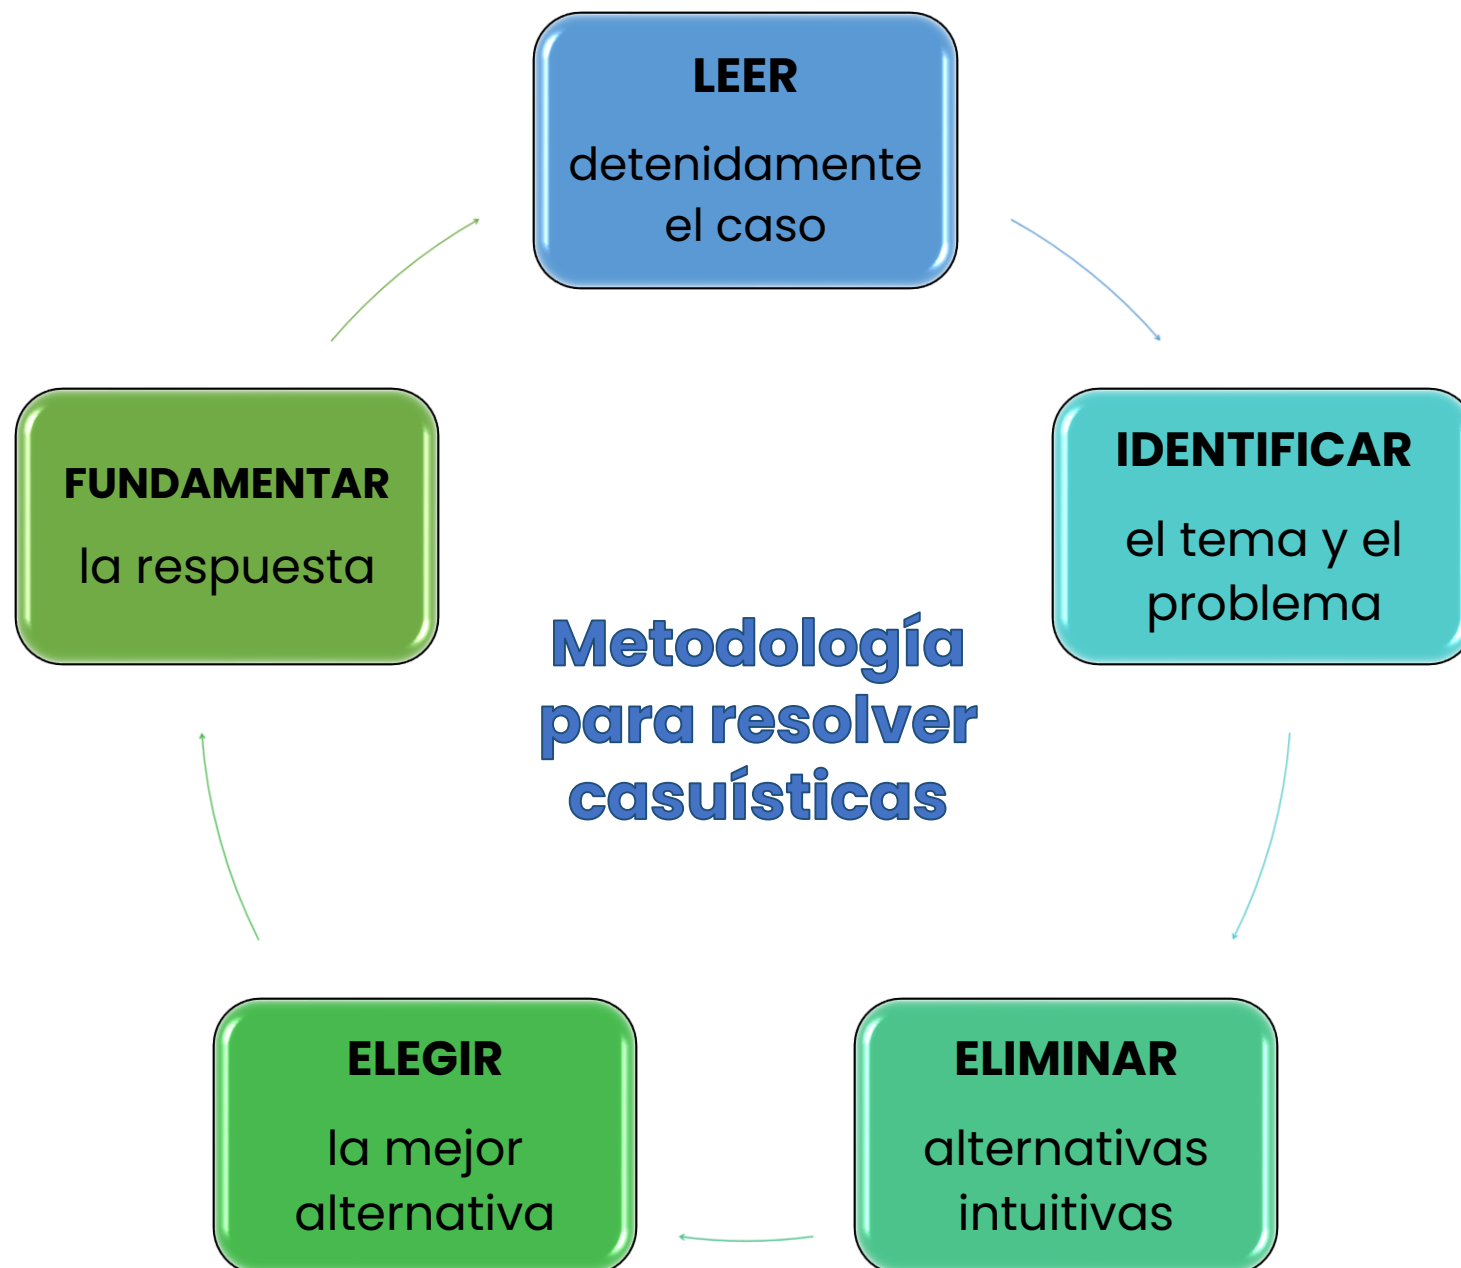 LEER
detenidamente
el caso
IDENTIFICAR
el tema y el
problema
ELIMINAR
alternativas
intuitivas
ELEGIR
la mejor
alternativa
FUNDAMENTAR
la respuesta
Metodología
para resolver
casuísticas